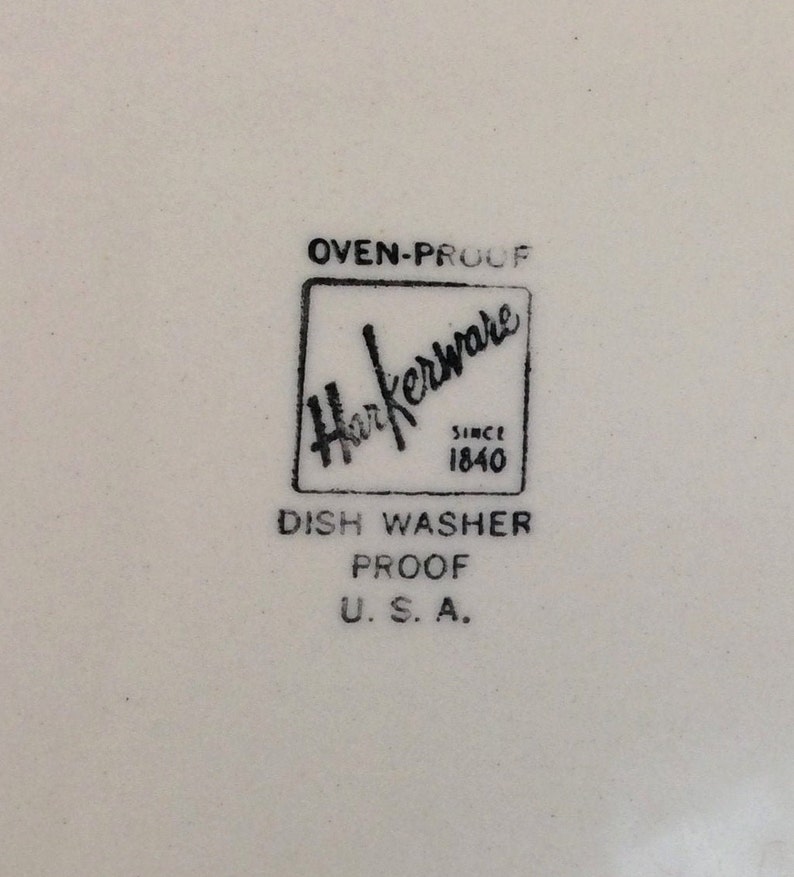 OVEN-PROOF
Harkerware
SINCE
1840
DISH WASHER
PROOF
U. S. A.